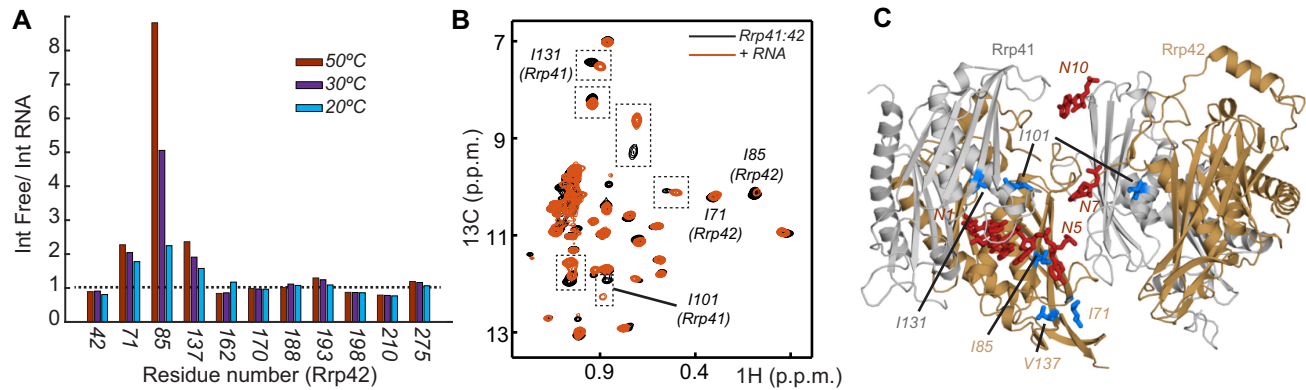 A
Int Free/ Int RNA
8
7
6
5
4
3
2
1
0
50ºC
30ºC
20ºC
42
71
85
137
162
170
188
193
198
210
275
Residue number (Rrp42)
B
13C (p.p.m.)
7
9
11
13
Rrp41:42
+ RNA
I131
(Rrp41)
I85
(Rrp42)
I71
(Rrp42)
I101
(Rrp41)
0.9
0.4
1H (p.p.m.)
C
Rrp41
Rrp42
N10
I101
N1
N7
N5
I131
I85
I71
V137